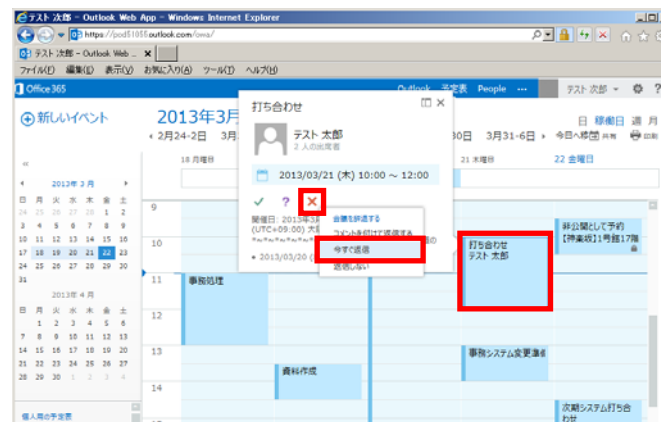 テスト 次郎 - Outlook Web App - Windows Internet Explorer
https://pod51055.outlook.com/owa/
テスト 次郎 - Outlook Web ...
ファイル(F) 編集(E) 表示(V) お気に入り(A) ツール(T) ヘルプ(H)
Office 365
Outlook 予定表 People ... テスト 次郎
新しいイベント
2013年3月
日 稼働日 週 月
2月24-2日 3月
30日 3月31-6日
今日へ移動 共有 印刷
打ち合わせ
テスト 太郎
2 人の出席者
2013/03/21 (木) 10:00 ～ 12:00
会議を辞退する
コメントを付けて返信する
今すぐ返信
返信しない
開催日: 2013年3月
(UTC+09:00) 大阪
2013/03/20
18 月曜日
21 木曜日
22 金曜日
2013年 3 月
日 月 火 水 木 金 土
24 25 26 27 28 1 2
3 4 5 6 7 8 9
10 11 12 13 14 15 16
17 18 19 20 21 22 23
24 25 26 27 28 29 30
31
2013年 4 月
日 月 火 水 木 金 土
1 2 3 4 5 6
7 8 9 10 11 12 13
14 15 16 17 18 19 20
21 22 23 24 25 26 27
28 29 30 1 2 3 4
個人用の予定表
9
10
11
12
13
14
事務処理
資料作成
打ち合わせ
テスト 太郎
事務システム変更準備
非公開として予約
【神楽坂】1号館17階
次期システム打ち合わせ